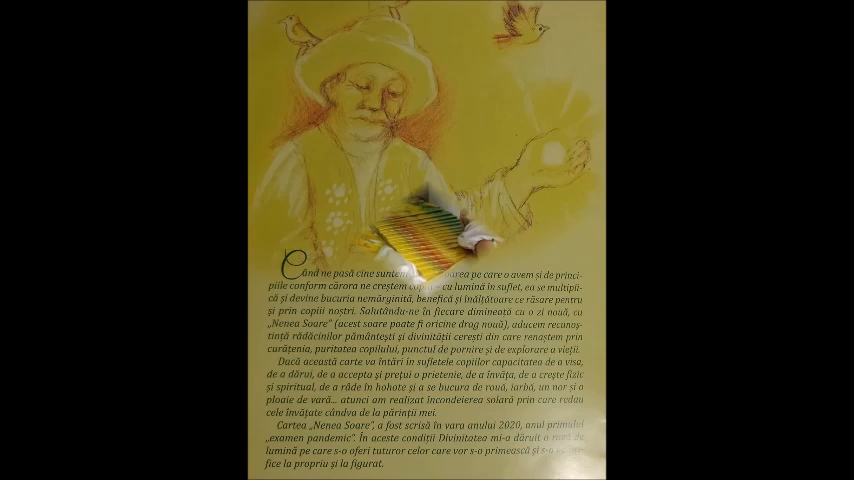 Când ne pasă cine suntem
oarea pe care o avem și de princi-
piile conform cărora ne creștem copiii – cu lumină în suflet, ea se multipli-
că și devine bucuria nemărginită, benefică și înălțătoare ce răsare pentru
și prin copiii noștri. Salutându-ne în fiecare dimineață cu o zi nouă, cu
„Nenea Soare” (acest soare poate fi oricine drag nouă), aducem recunoș-
tință rădăcinilor pământești și divinității cerești din care renaștem prin
curățenia, puritatea copilului, punctul de pornire și de explorare a vieții.
Dacă această carte va întări în sufletele copiilor capacitatea de a visa,
de a dărui, de a accepta și prețui o prietenie, de a învăța, de a crește fizic
și spiritual, de a râde în hohote și a se bucura de rouă, iarbă, un nor și o
ploaie de vară... atunci am realizat încondeierea solară prin care redau
cele învățate cândva de la părinții mei.
Cartea „Nenea Soare”, a fost scrisă în vara anului 2020, anul primului
„examen pandemic”. În aceste condiții Divinitatea mi-a dăruit o rază de
lumină pe care s-o oferi tuturor celor care vor s-o primească și s-o
fice la propriu și la figurat.